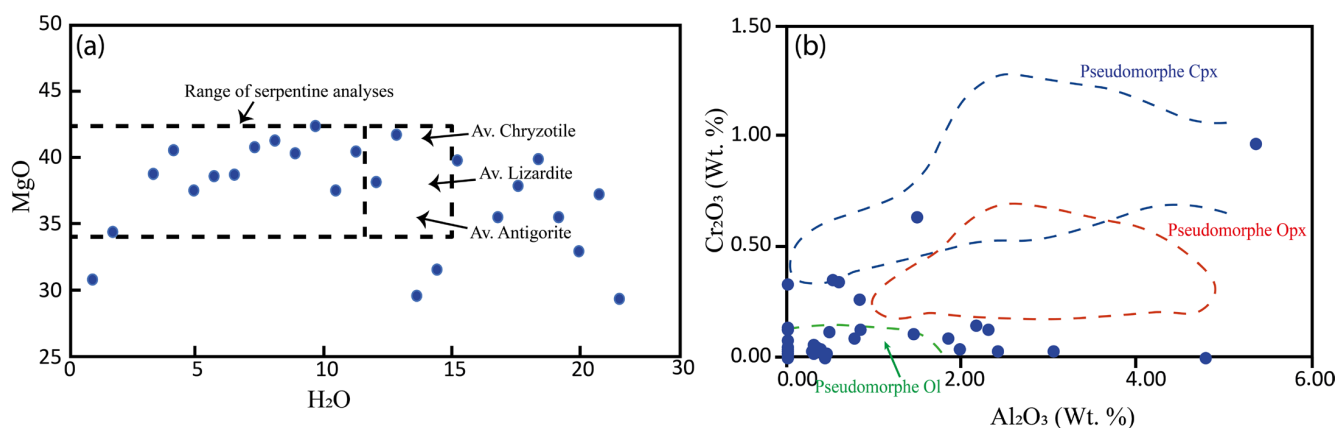 (a)
50
45
40
35
30
25
MgO
Range of serpentine analyses
Av. Chryzotile
Av. Lizardite
Av. Antigorite
0
5
10
15
20
30
H₂O
(b)
1.50
1.00
0.50
0.00
Cr₂O₃ (Wt. %)
Pseudomorphe Cpx
Pseudomorphe Opx
Pseudomorphe Ol
0.00
2.00
4.00
6.00
Al₂O₃ (Wt. %)